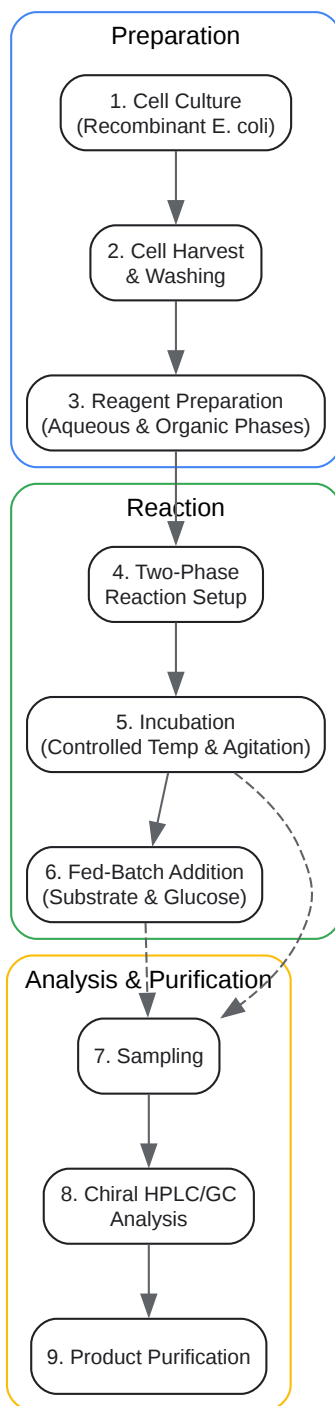 Preparation
1. Cell Culture
(Recombinant E. coli)
2. Cell Harvest
& Washing
3. Reagent Preparation
(Aqueous & Organic Phases)
Reaction
4. Two-Phase
Reaction Setup
5. Incubation
(Controlled Temp & Agitation)
6. Fed-Batch Addition
(Substrate & Glucose)
Analysis & Purification
7. Sampling
8. Chiral HPLC/GC
Analysis
9. Product Purification